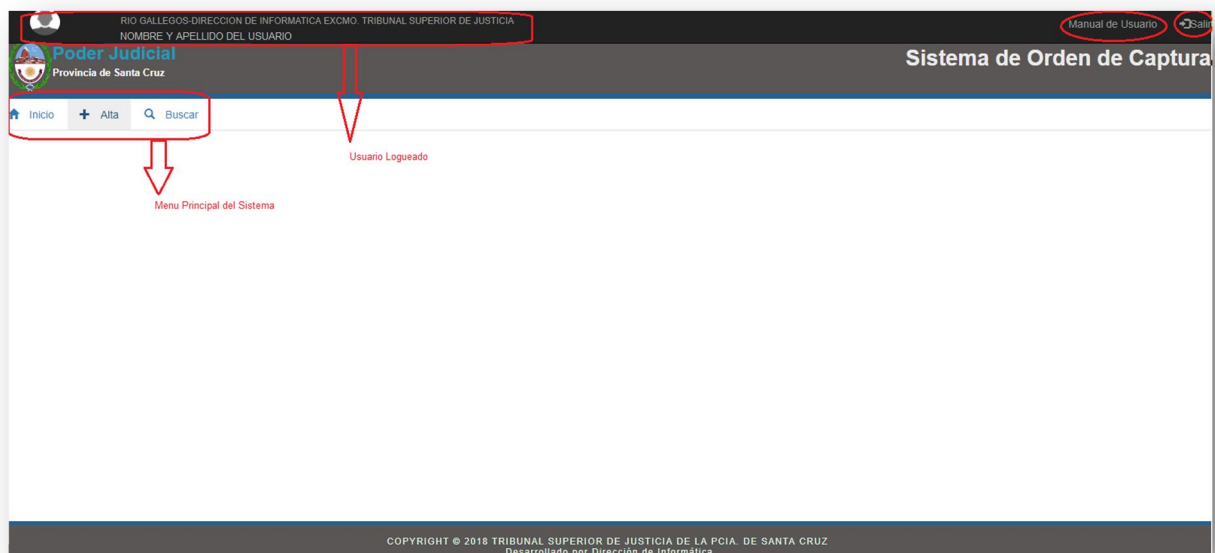 RIO GALLEGOS-DIRECCION DE INFORMATICA EXCMO. TRIBUNAL SUPERIOR DE JUSTICIA
NOMBRE Y APELLIDO DEL USUARIO
Manual de Usuario
Salir
Poder Judicial
Provincia de Santa Cruz
Sistema de Orden de Captura
Inicio
Alta
Buscar
Usuario Logueado
Menu Principal del Sistema
COPYRIGHT © 2018 TRIBUNAL SUPERIOR DE JUSTICIA DE LA PCIA. DE SANTA CRUZ
Desarrollado por Dirección de Informática